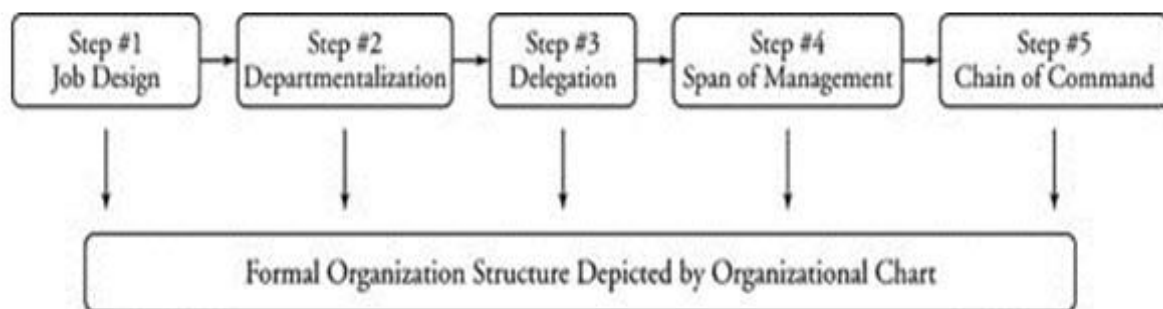 Step #1
Job Design
Step #2
Departmentalization
Step #3
Delegation
Step #4
Span of Management
Step #5
Chain of Command
Formal Organization Structure Depicted by Organizational Chart